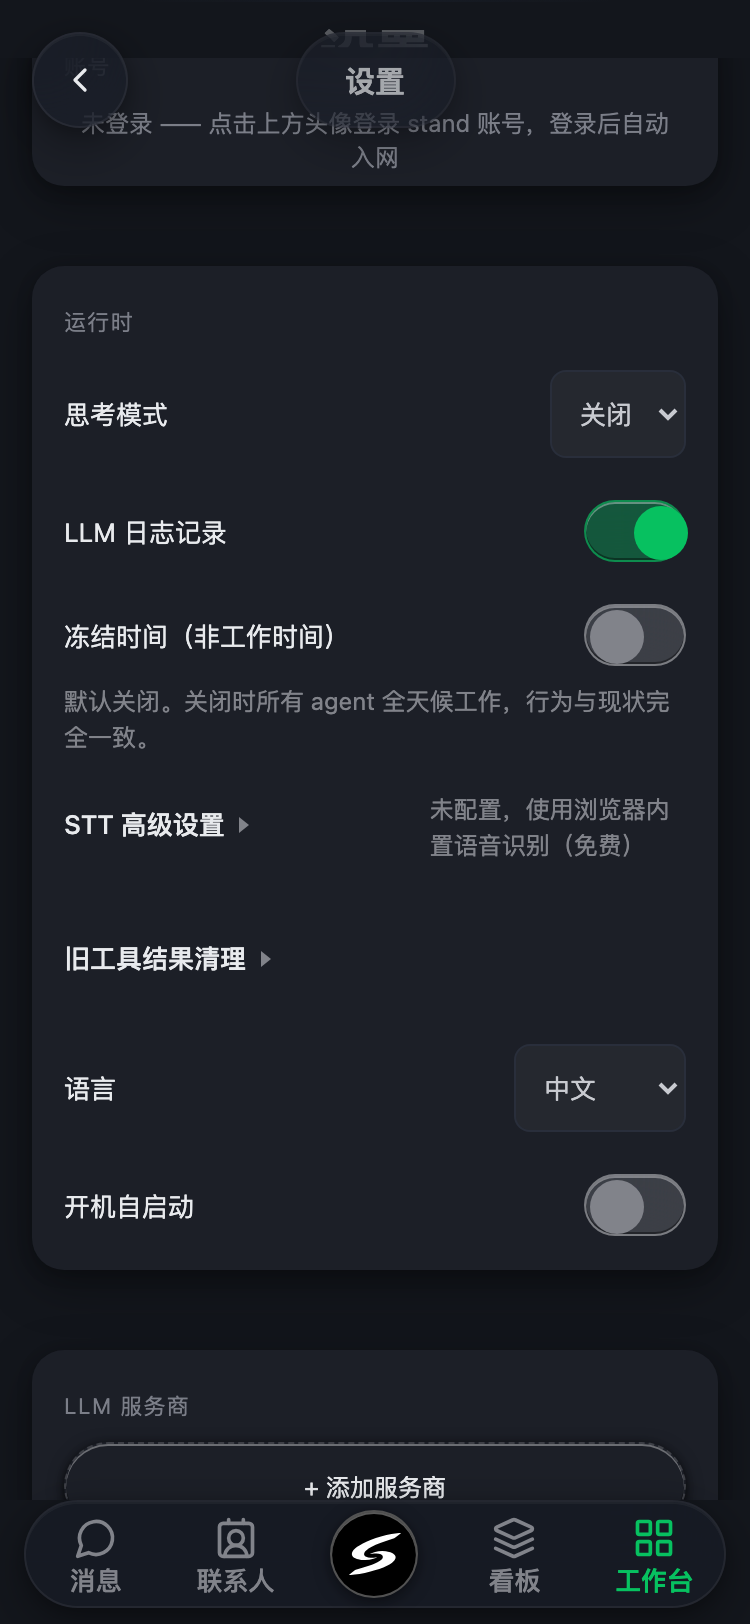 设置
账号
未登录 —— 点击上方头像登录 stand 账号，登录后自动
入网
运行时
思考模式
关闭
LLM 日志记录
冻结时间（非工作时间）
默认关闭。关闭时所有 agent 全天候工作，行为与现状完
全一致。
STT 高级设置
未配置，使用浏览器内
置语音识别（免费）
旧工具结果清理
语言
中文
开机自启动
LLM 服务商
+ 添加服务商
消息
联系人
看板
工作台